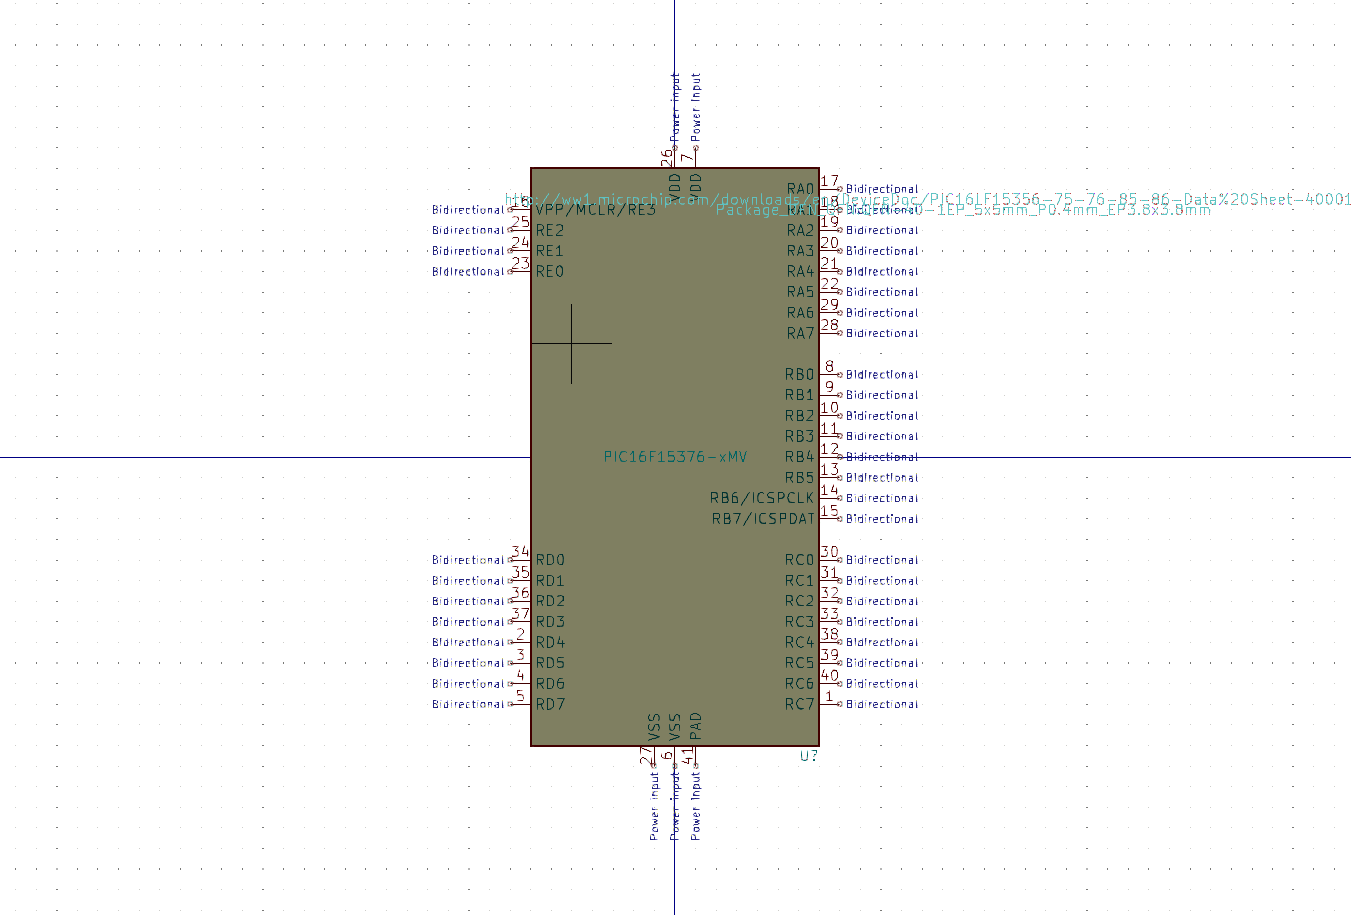 Power input
Power Input
26
7
VDD
VDD
17
RA0
Bidirectional
http://ww1.microchip.com/downloads/en/DeviceDoc/PIC16LF15356-75-76-85-86-Data%20Sheet-40001
Bidirectional
VPP/MCLR/RE3
RA1
18
Bidirectional
-1EP_5x5mm_P0.4mm_EP3.8x3.8mm
Bidirectional
25
RE2
RA2
19
Bidirectional
Bidirectional
24
RE1
RA3
20
Bidirectional
Bidirectional
23
RE0
RA4
21
Bidirectional
RA5
22
Bidirectional
RA6
29
Bidirectional
RA7
28
Bidirectional
RB0
8
Bidirectional
RB1
9
Bidirectional
RB2
10
Bidirectional
RB3
11
Bidirectional
PIC16F15376-xMV
RB4
12
Bidirectional
RB5
13
Bidirectional
RB6/ICSPCLK
14
Bidirectional
RB7/ICSPDAT
15
Bidirectional
Bidirectional
34
RD0
RC0
30
Bidirectional
Bidirectional
35
RD1
RC1
31
Bidirectional
Bidirectional
36
RD2
RC2
32
Bidirectional
Bidirectional
37
RD3
RC3
33
Bidirectional
Bidirectional
2
RD4
RC4
38
Bidirectional
Bidirectional
3
RD5
RC5
39
Bidirectional
Bidirectional
4
RD6
RC6
40
Bidirectional
Bidirectional
5
RD7
RC7
1
Bidirectional
VSS
VSS
PAD
27
6
41
U?
Power input
Power input
Power Input